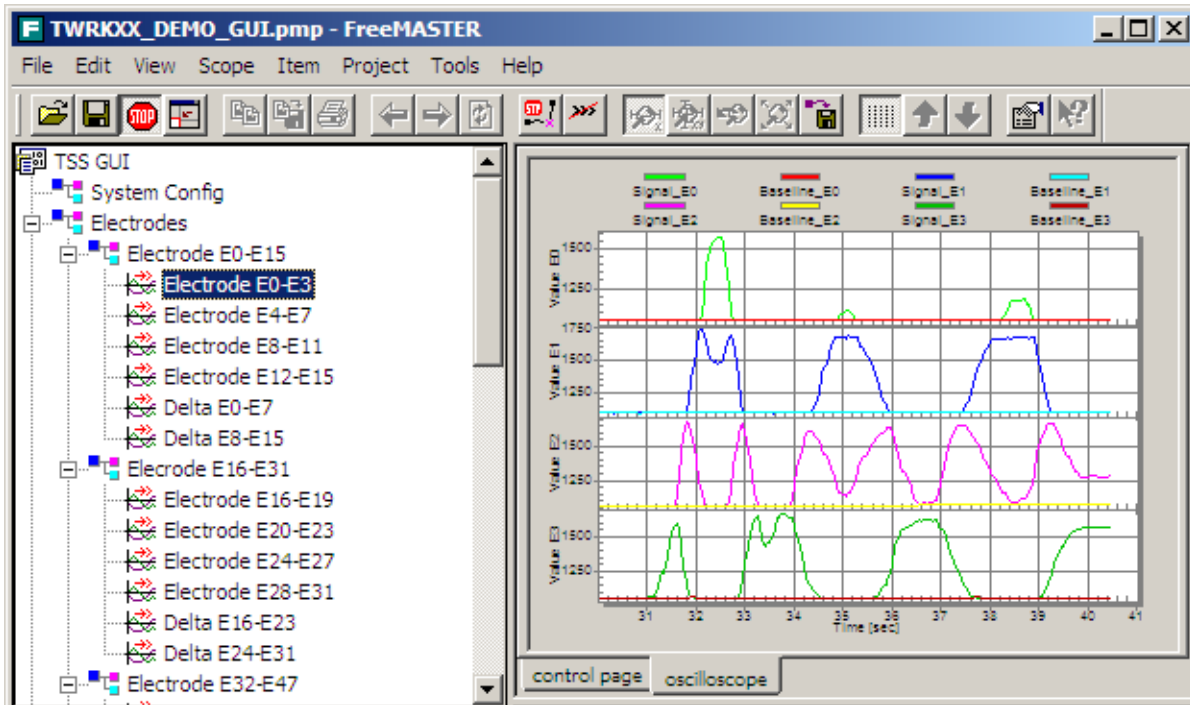 TWRKXX_DEMO_GUI.pmp - FreeMASTER
File Edit View Scope Item Project Tools Help
STOP
TSS GUI
System Config
Electrodes
Electrode E0-E15
Electrode E0-E3
Electrode E4-E7
Electrode E8-E11
Electrode E12-E15
Delta E0-E7
Delta E8-E15
Elecrode E16-E31
Electrode E16-E19
Electrode E20-E23
Electrode E24-E27
Electrode E28-E31
Delta E16-E23
Delta E24-E31
Electrode E32-E47
Signal_E0 Baseline_E0 Signal_E1 Baseline_E1
Signal_E2 Baseline_E2 Signal_E3 Baseline_E3
Value E0
1500
1250
Value E1
1750
1500
1250
Value E2
1500
1250
Value E3
1500
1250
31 32 33 34 35 36 37 38 39 40 41
Time [sec]
control page oscilloscope